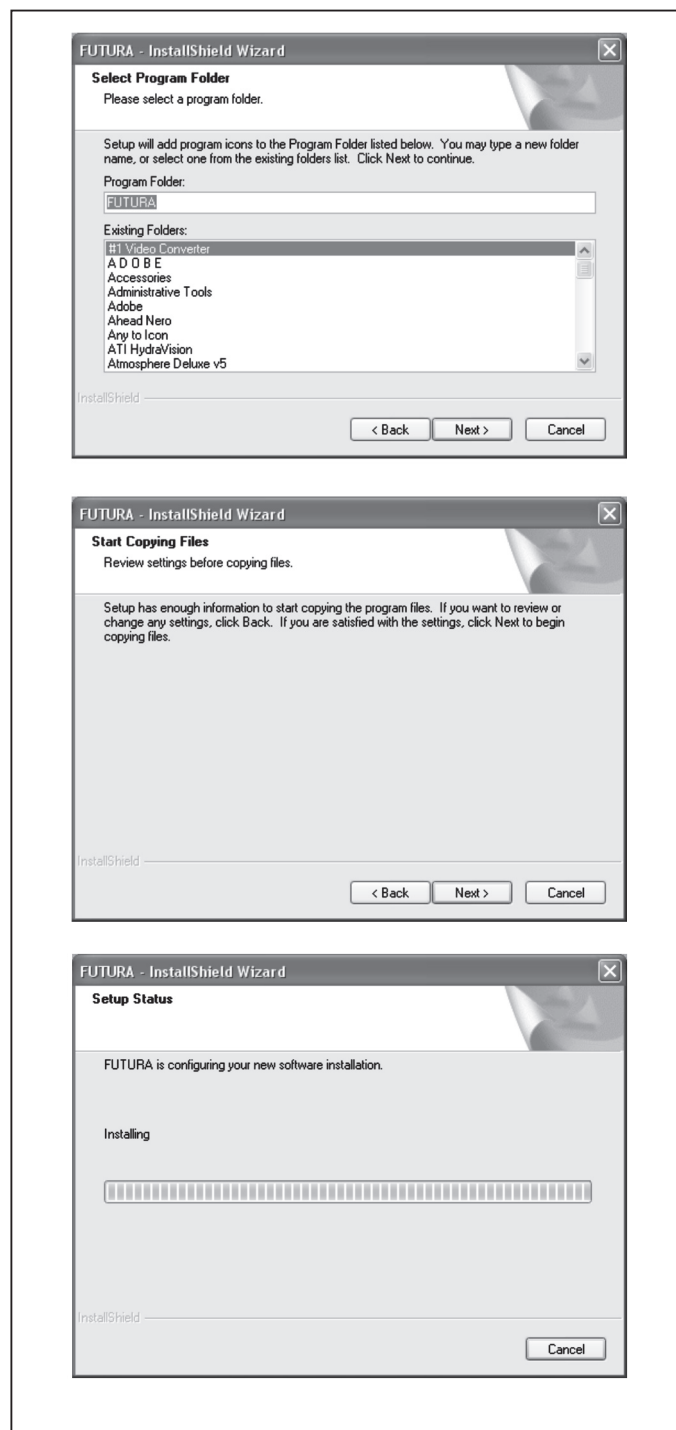 FUTURA - InstallShield Wizard
Select Program Folder
Please select a program folder.
Setup will add program icons to the Program Folder listed below. You may type a new folder
name, or select one from the existing folders list. Click Next to continue.
Program Folder:
FUTURA
Existing Folders:
#1 Video Converter
A D O B E
Accessories
Administrative Tools
Adobe
Ahead Nero
Any to Icon
ATI HydraVision
Atmosphere Deluxe v5
InstallShield
< Back Next > Cancel
FUTURA - InstallShield Wizard
Start Copying Files
Review settings before copying files.
Setup has enough information to start copying the program files. If you want to review or
change any settings, click Back. If you are satisfied with the settings, click Next to begin
copying files.
InstallShield
< Back Next > Cancel
FUTURA - InstallShield Wizard
Setup Status
FUTURA is configuring your new software installation.
Installing
InstallShield
Cancel